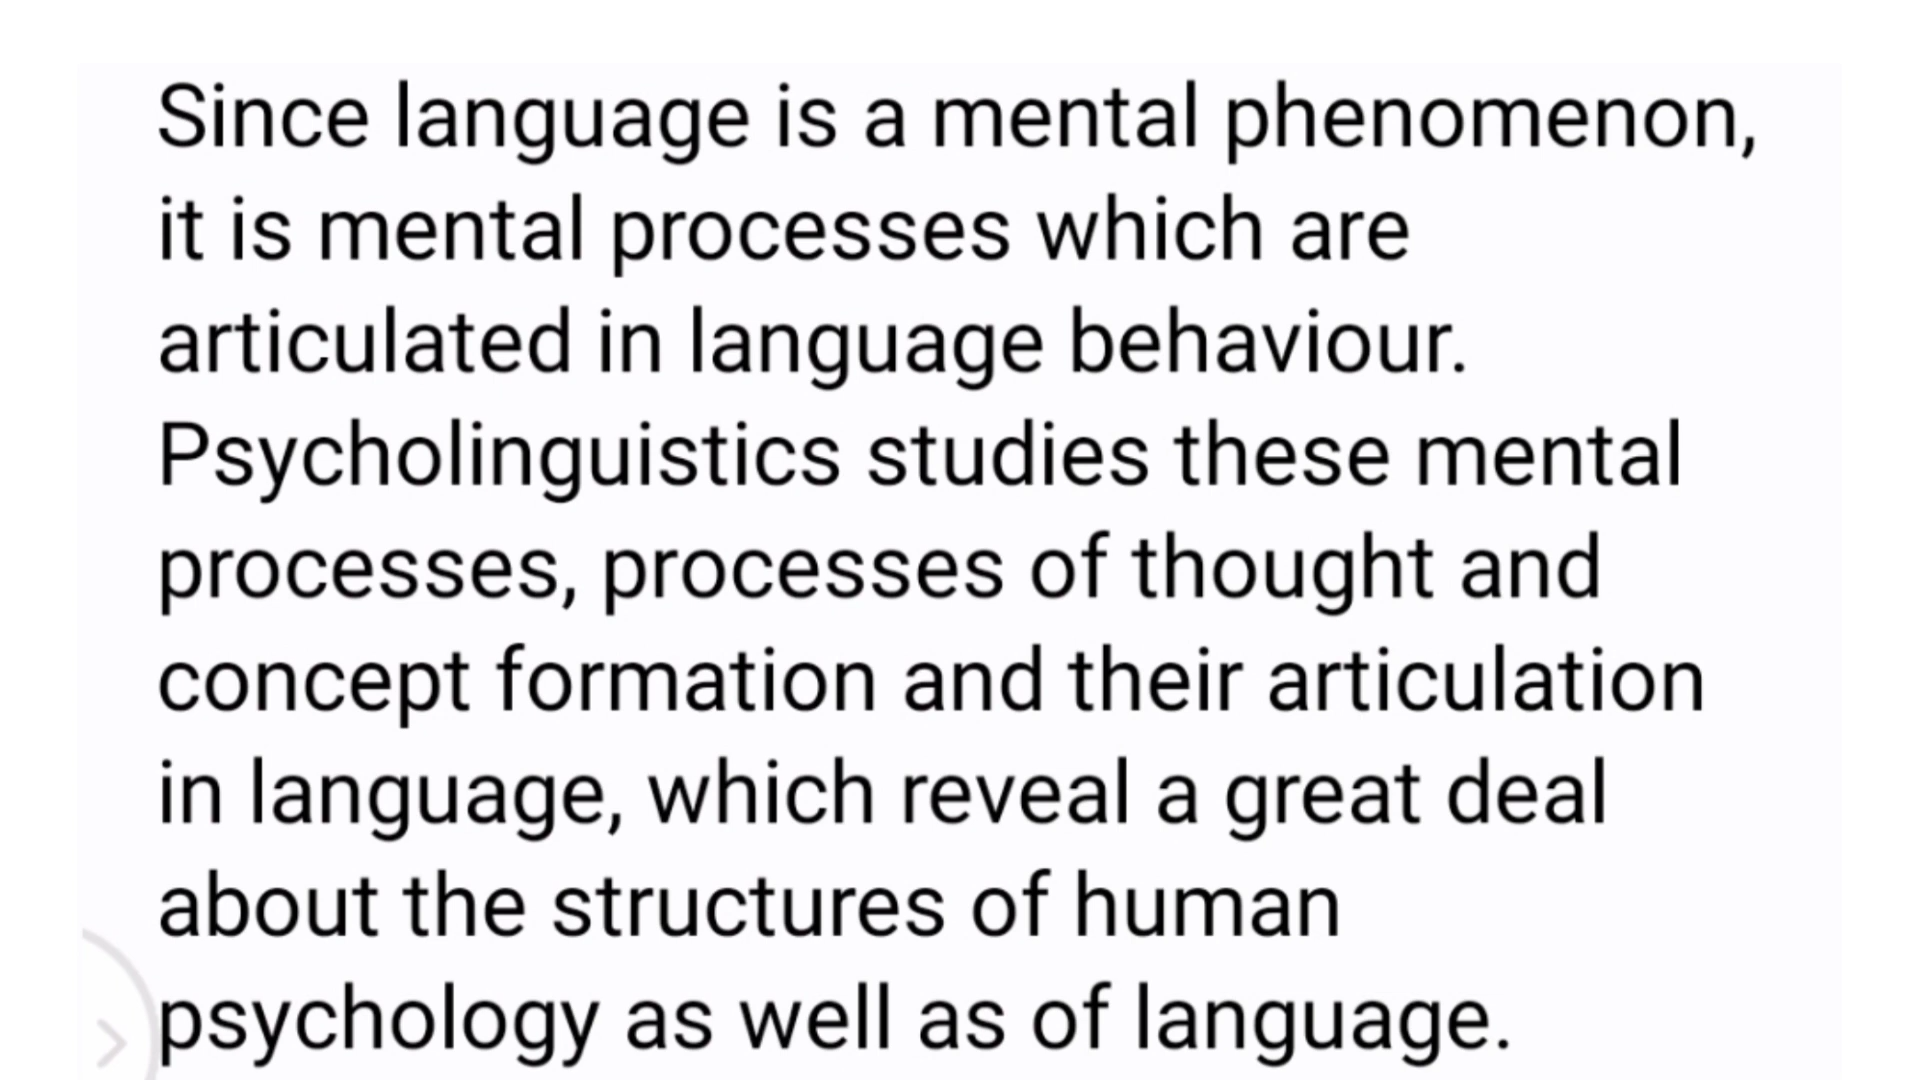 Since language is a mental phenomenon,
it is mental processes which are
articulated in language behaviour.
Psycholinguistics studies these mental
processes, processes of thought and
concept formation and their articulation
in language, which reveal a great deal
about the structures of human
psychology as well as of language.